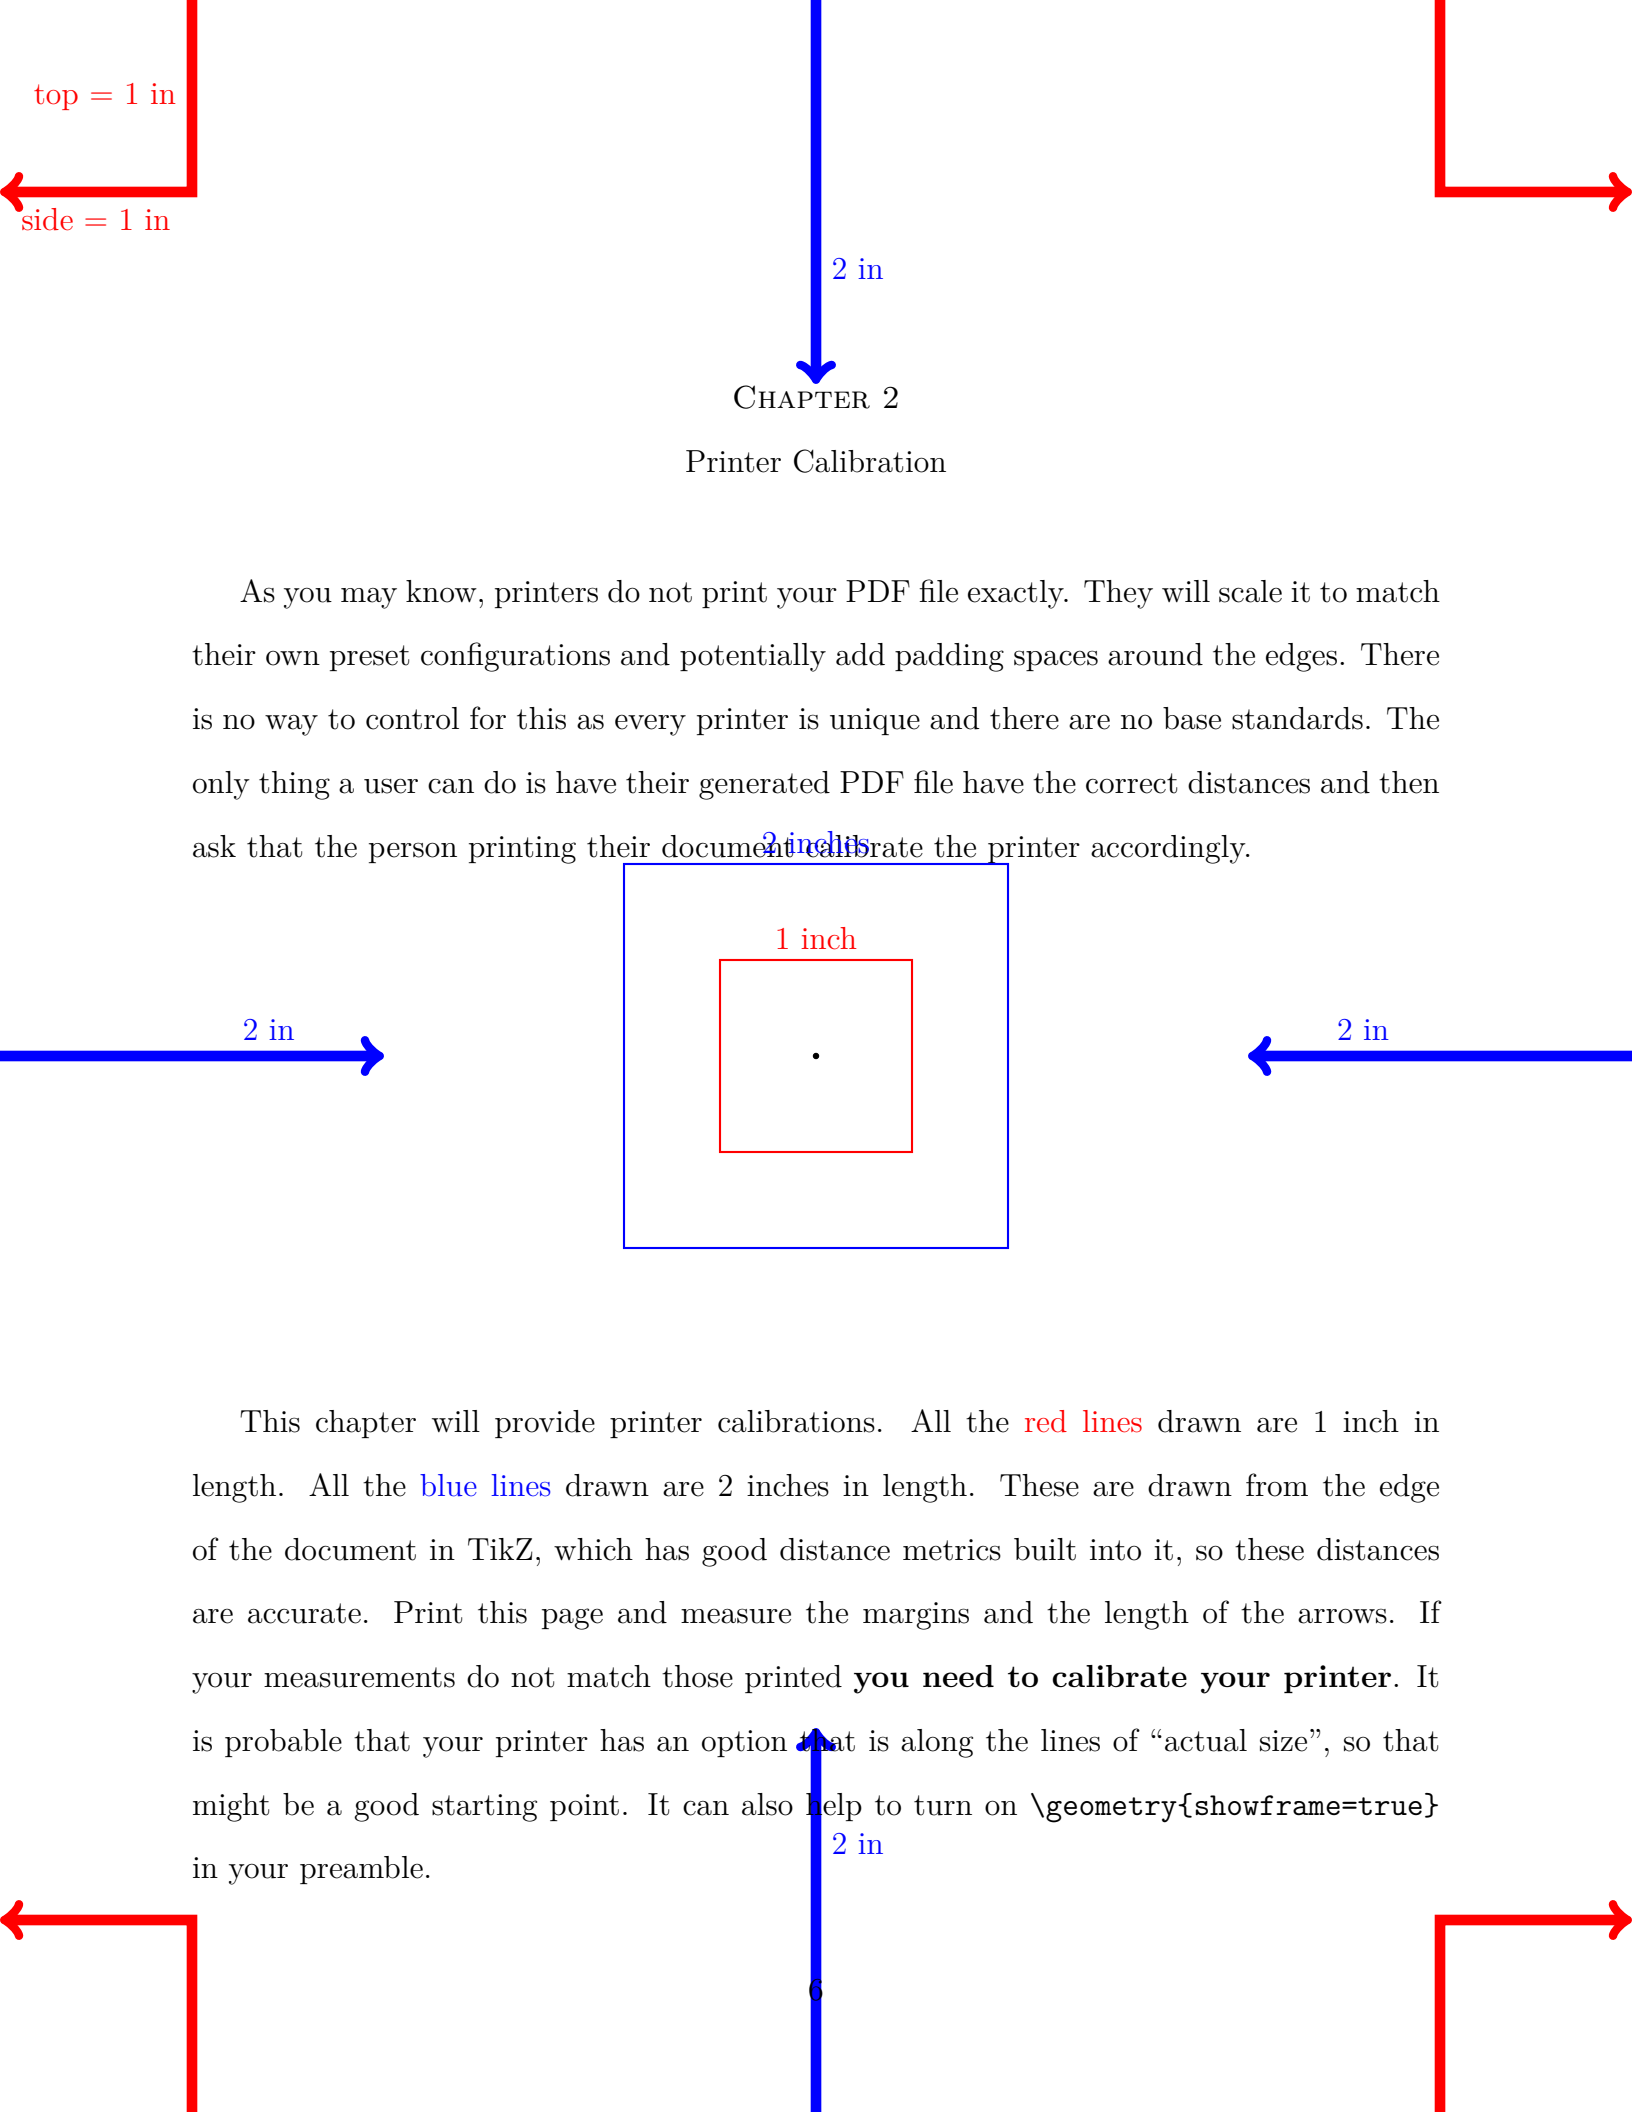 top = 1 in
side = 1 in
2 in
Chapter 2
Printer Calibration
As you may know, printers do not print your PDF file exactly. They will scale it to match
their own preset configurations and potentially add padding spaces around the edges. There
is no way to control for this as every printer is unique and there are no base standards. The
only thing a user can do is have their generated PDF file have the correct distances and then
ask that the person printing their document calibrate the printer accordingly.
2 inches
1 inch
2 in
2 in
This chapter will provide printer calibrations. All the red lines drawn are 1 inch in
length. All the blue lines drawn are 2 inches in length. These are drawn from the edge
of the document in TikZ, which has good distance metrics built into it, so these distances
are accurate. Print this page and measure the margins and the length of the arrows. If
your measurements do not match those printed you need to calibrate your printer. It
is probable that your printer has an option that is along the lines of “actual size”, so that
might be a good starting point. It can also help to turn on \geometry{showframe=true}
2 in
in your preamble.
6